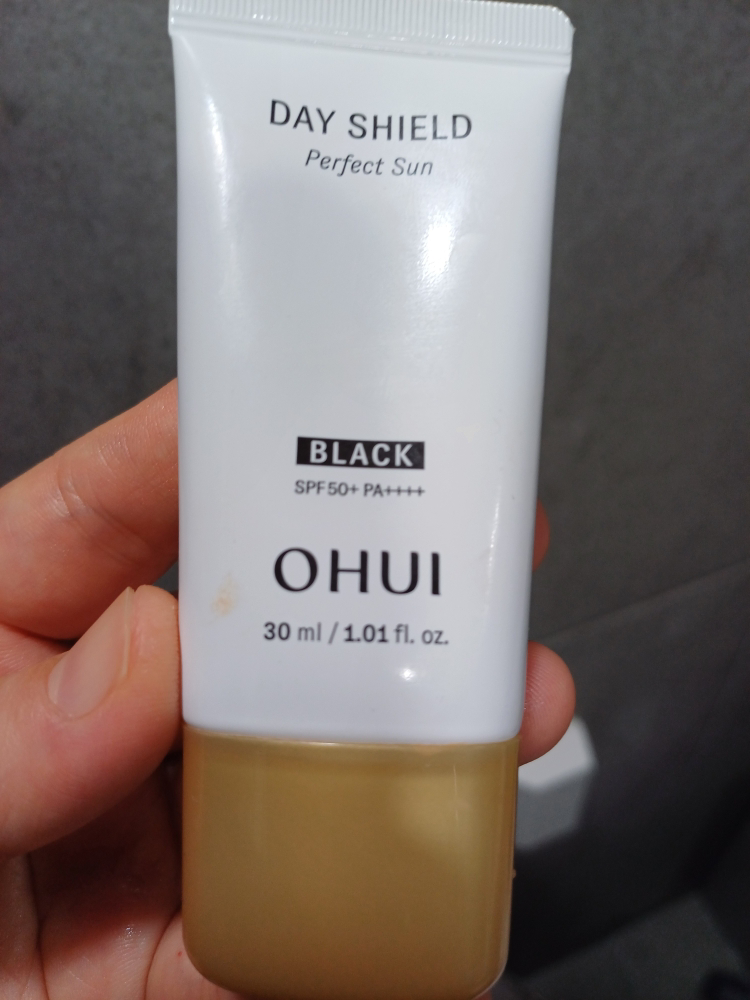 DAY SHIELD
Perfect Sun
BLACK
SPF50+ PA++++
OHUI
30 ml / 1.01 fl. oz.